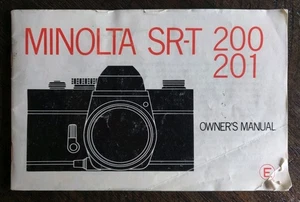 MINOLTA SR-T 200
201
OWNER'S MANUAL
E